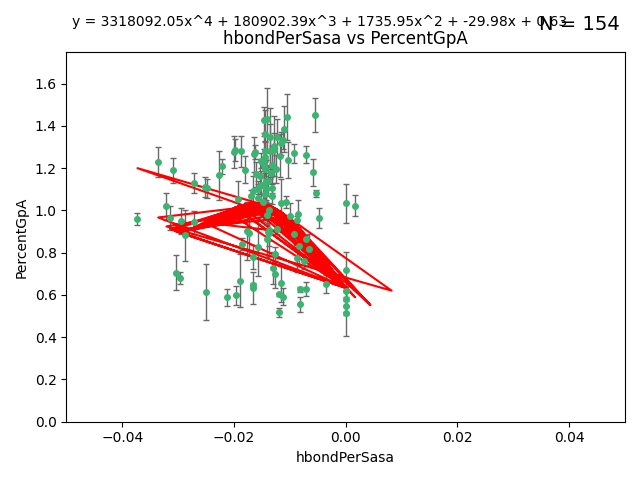 y = 3318092.05x^4 + 180902.39x^3 + 1735.95x^2 + -29.98x + 0.63
N = 154
hbondPerSasa vs PercentGpA
PercentGpA
1.6
1.4
1.2
1.0
0.8
0.6
0.4
0.2
0.0
−0.04 −0.02 0.00 0.02 0.04
hbondPerSasa